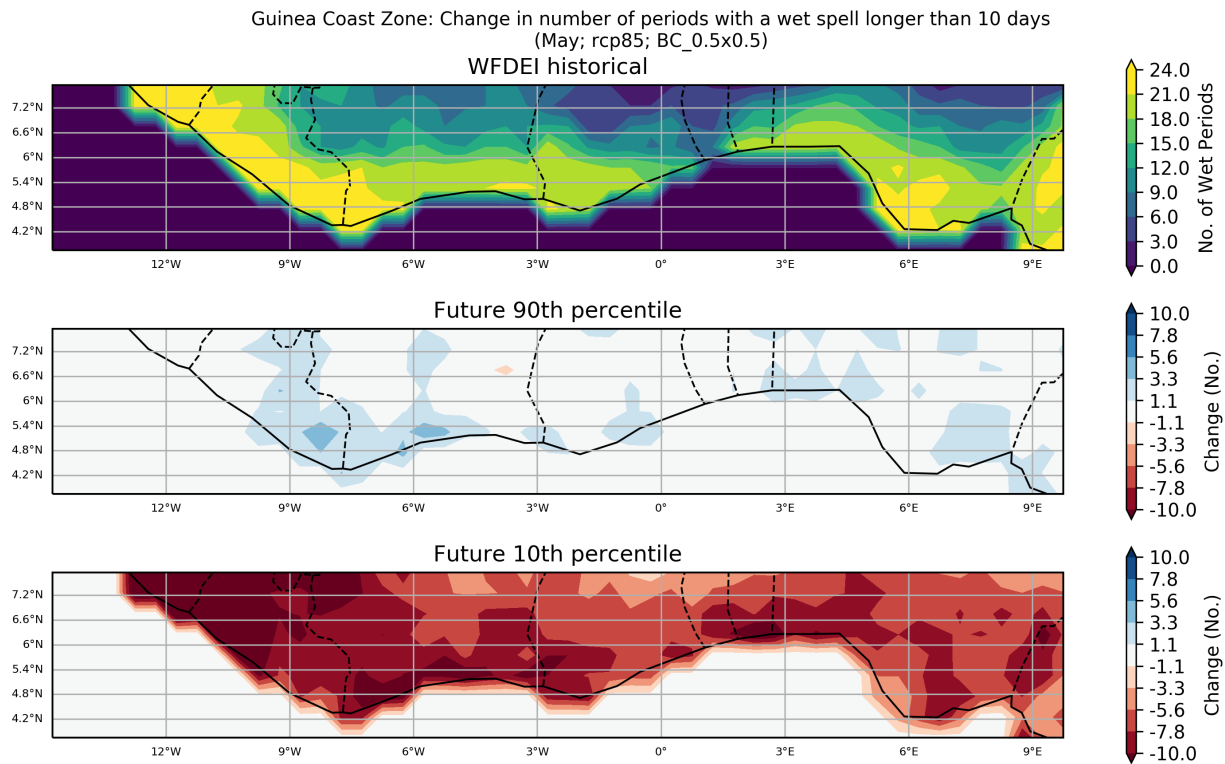 Guinea Coast Zone: Change in number of periods with a wet spell longer than 10 days
(May; rcp85; BC_0.5x0.5)
WFDEI historical
7.2°N
6.6°N
6°N
5.4°N
4.8°N
4.2°N
12°W 9°W 6°W 3°W 0° 3°E 6°E 9°E
24.0
21.0
18.0
15.0
12.0
9.0
6.0
3.0
0.0
No. of Wet Periods
Future 90th percentile
7.2°N
6.6°N
6°N
5.4°N
4.8°N
4.2°N
12°W 9°W 6°W 3°W 0° 3°E 6°E 9°E
10.0
7.8
5.6
3.3
1.1
-1.1
-3.3
-5.6
-7.8
-10.0
Change (No.)
Future 10th percentile
7.2°N
6.6°N
6°N
5.4°N
4.8°N
4.2°N
12°W 9°W 6°W 3°W 0° 3°E 6°E 9°E
10.0
7.8
5.6
3.3
1.1
-1.1
-3.3
-5.6
-7.8
-10.0
Change (No.)